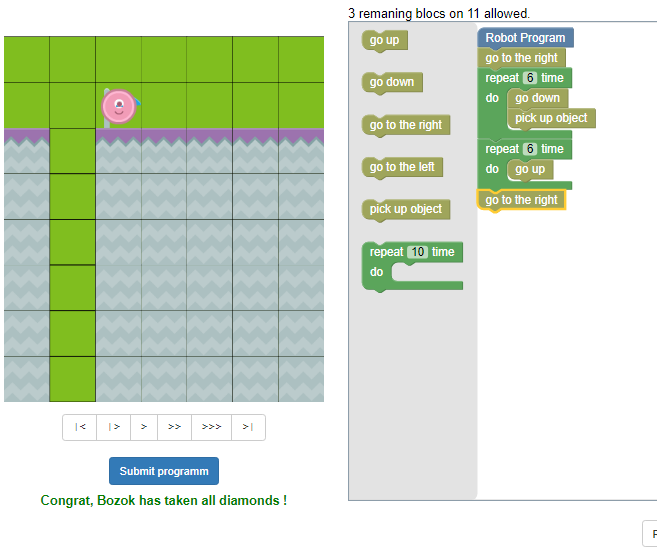 3 remaning blocs on 11 allowed.
go up
go down
go to the right
go to the left
pick up object
repeat 10 time
do
Robot Program
go to the right
repeat 6 time
do go down
pick up object
repeat 6 time
do go up
go to the right
|< |> > >> >>> >|
Submit programm
Congrat, Bozok has taken all diamonds !